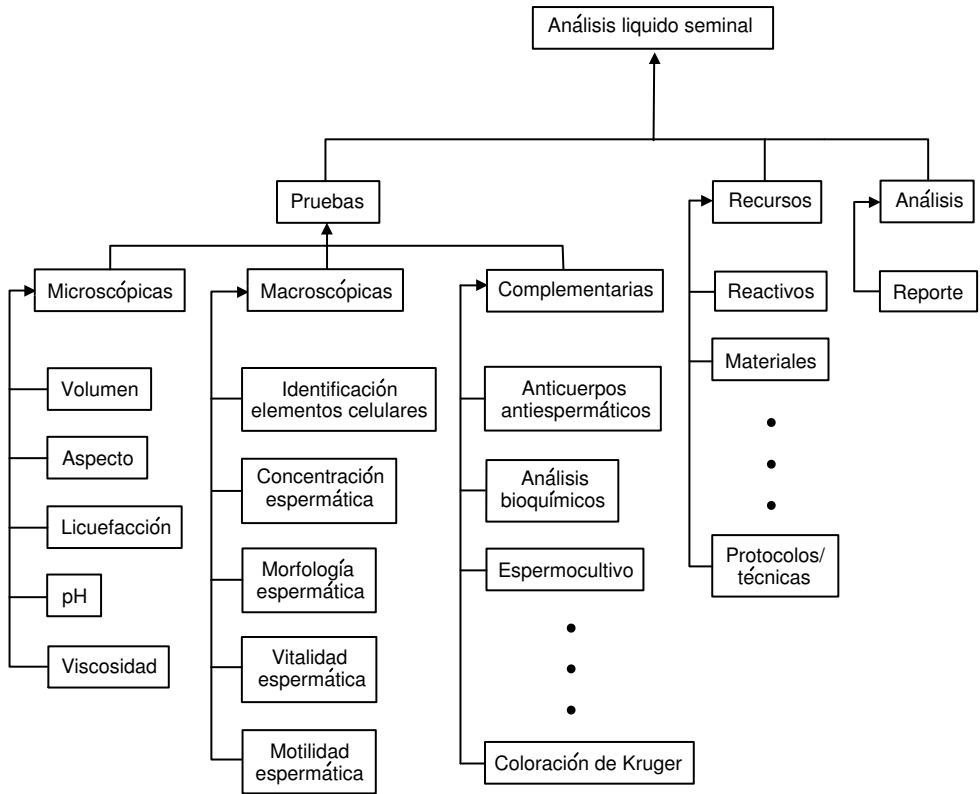 Análisis liquido seminal
Pruebas
Recursos
Análisis
Microscópicas
Macroscópicas
Complementarias
Reactivos
Reporte
Materiales
Protocolos/
técnicas
Volumen
Aspecto
Licuefacción
pH
Viscosidad
Identificación
elementos celulares
Concentración
espermática
Morfología
espermática
Vitalidad
espermática
Motilidad
espermática
Anticuerpos
antiespermáticos
Análisis
bioquímicos
Espermocultivo
Coloración de Kruger